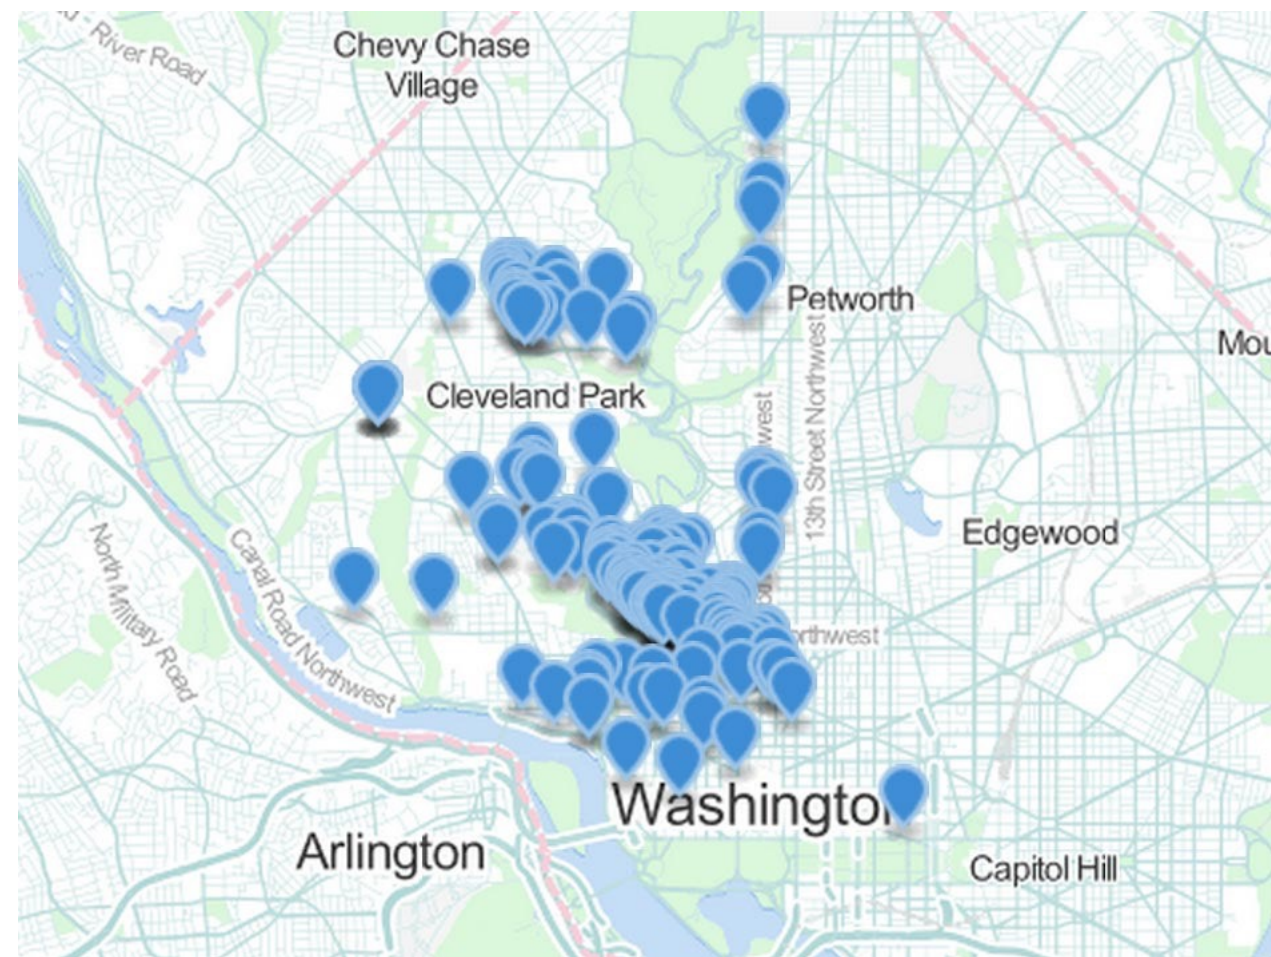 Chevy Chase
Village
- River Road
Petworth
13th Street Northwest
Mou
Cleveland Park
west
Edgewood
North Military Road
Canal Road Northwest
orthwest
Washingto
Arlington
Capitol Hill